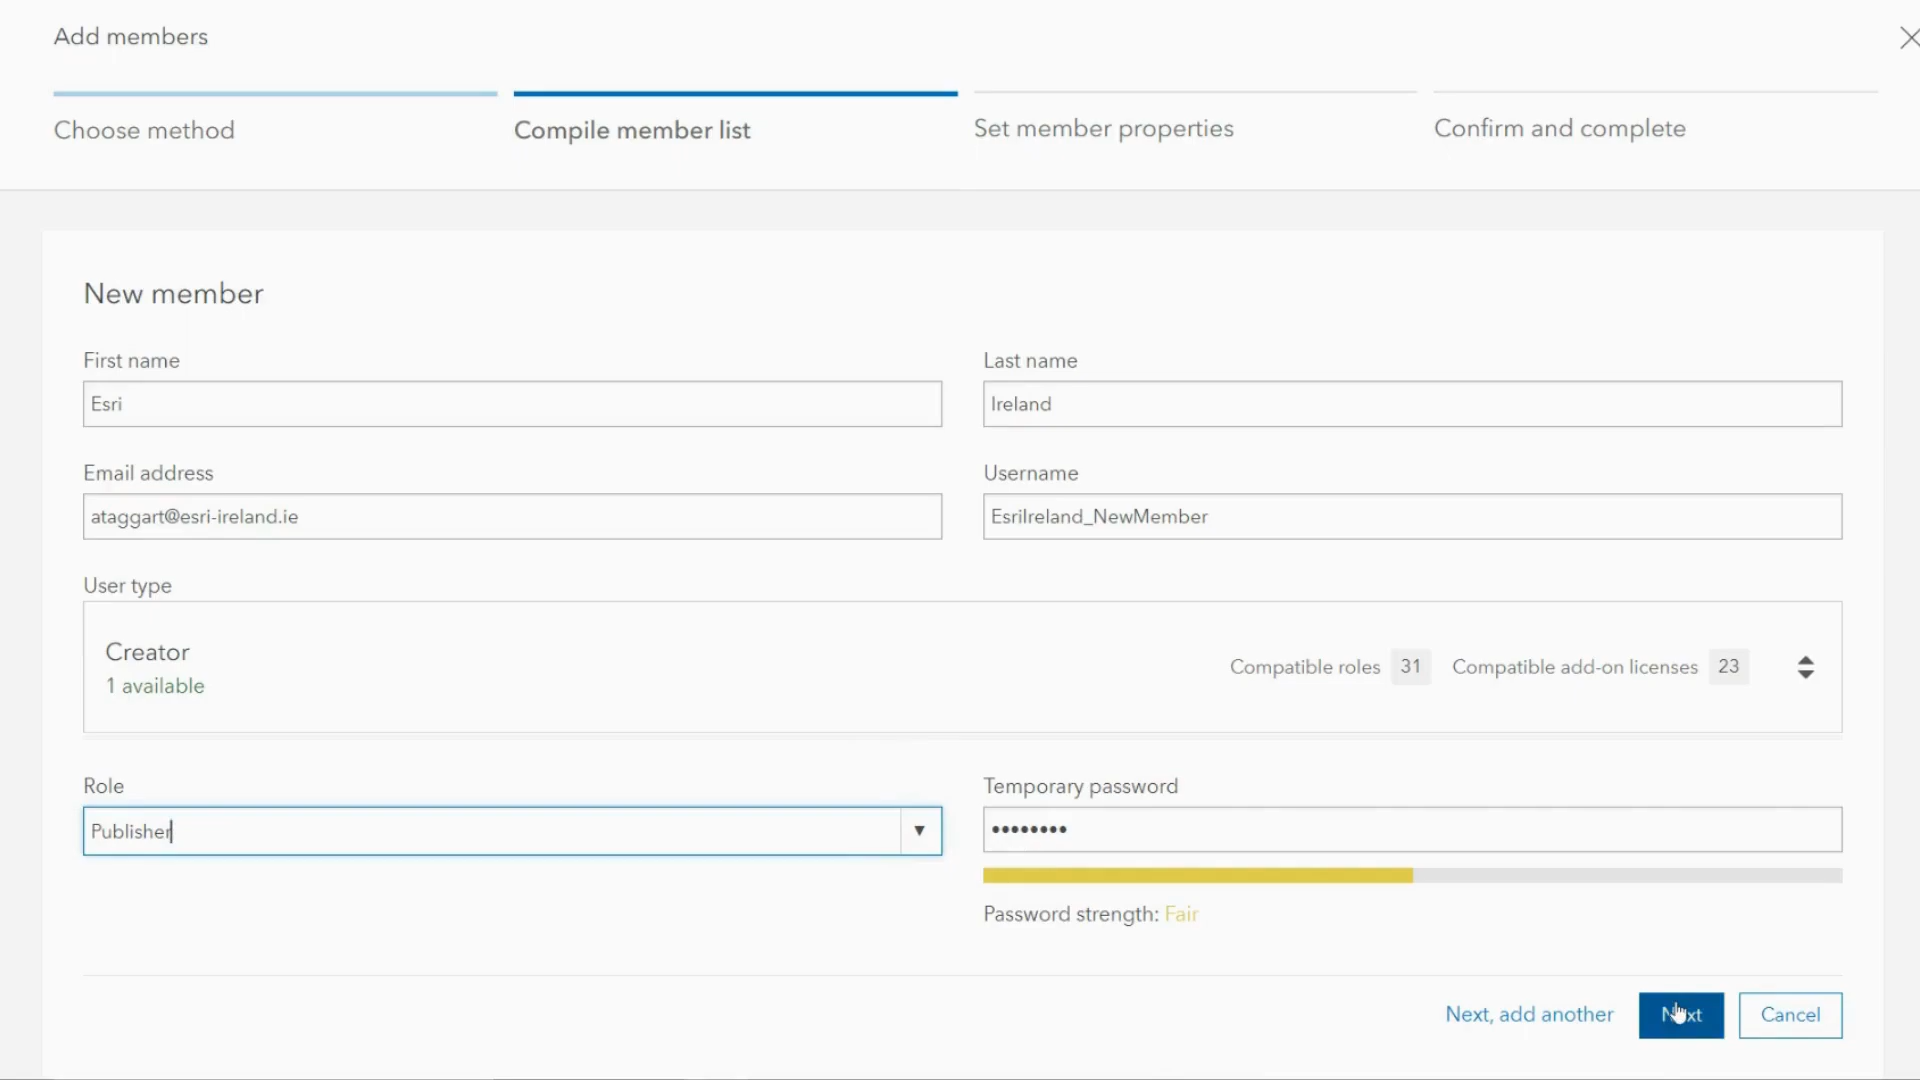 Add members
Choose method
Compile member list
Set member properties
Confirm and complete
New member
First name
Last name
Esri
Ireland
Email address
Username
ataggart@esri-ireland.ie
EsriIreland_NewMember
User type
Creator
1 available
Compatible roles 31 Compatible add-on licenses 23
Role
Temporary password
Publisher
••••••••
Password strength: Fair
Next, add another
Next
Cancel